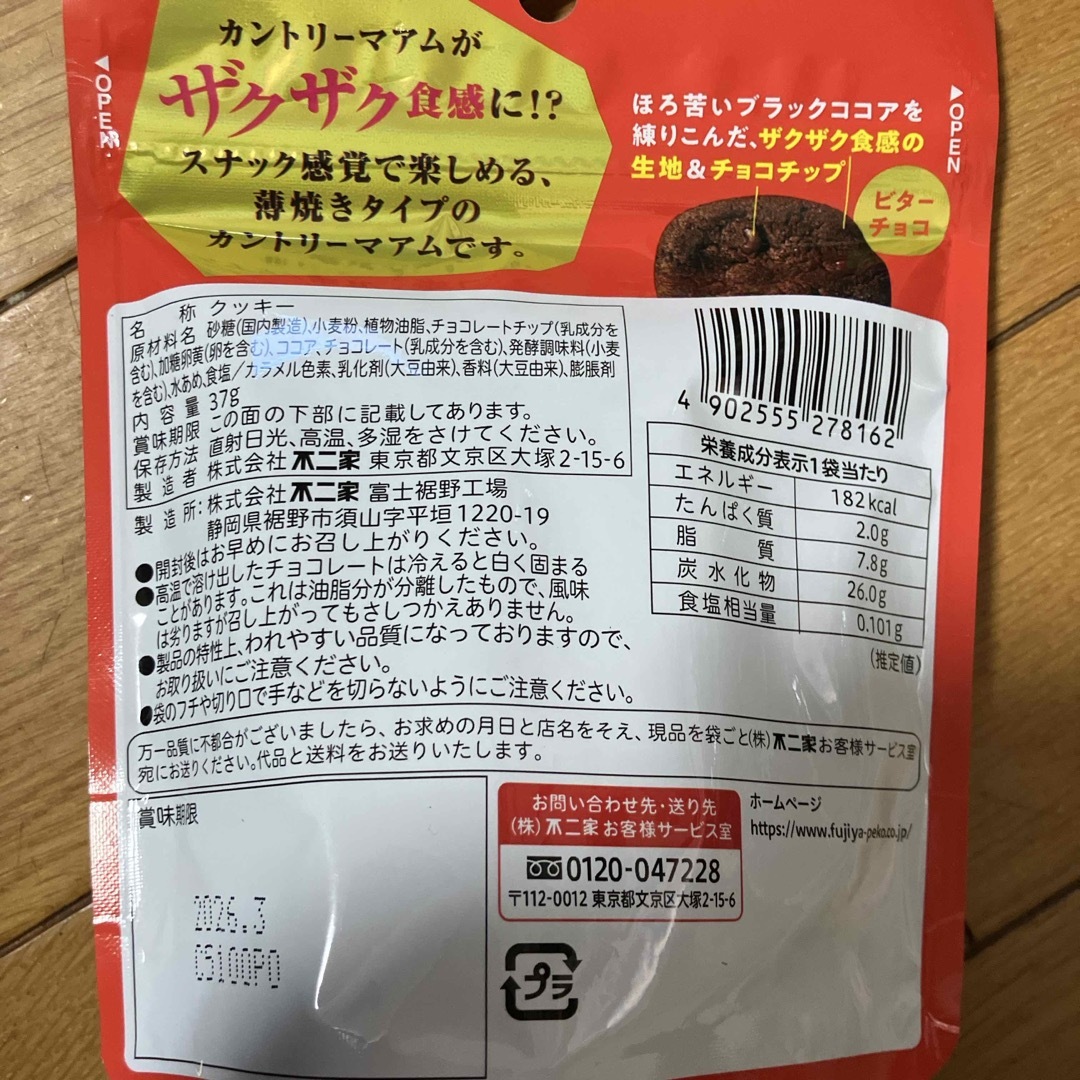 カントリーマアムが
ザクザク食感に!?
スナック感覚で楽しめる、
薄焼きタイプの
カントリーマアムです。
◀OPEN
▶OPEN
ほろ苦いブラックココアを
練りこんだ、ザクザク食感の
生地&チョコチップ
ビター
チョコ
名称 クッキー
原材料名 砂糖(国内製造)、小麦粉、植物油脂、チョコレートチップ(乳成分を
含む)、加糖卵黄(卵を含む)、ココア、チョコレート(乳成分を含む)、発酵調味料(小麦
を含む)、水あめ、食塩/カラメル色素、乳化剤(大豆由来)、香料(大豆由来)、膨脹剤
内容量 37g
賞味期限 この面の下部に記載してあります。
保存方法 直射日光、高温、多湿をさけてください。
製造者 株式会社 不二家 東京都文京区大塚2-15-6
製造所: 株式会社 不二家 富士裾野工場
静岡県裾野市須山字平垣1220-19
●開封後はお早めにお召し上がりください。
●高温で溶け出したチョコレートは冷えると白く固まる
ことがあります。これは油脂分が分離したもので、風味
は劣りますが召し上がってもさしつかえありません。
●製品の特性上、われやすい品質になっておりますので、
お取り扱いにご注意ください。
●袋のフチや切り口で手などを切らないようにご注意ください。
4 902555 278162
栄養成分表示1袋当たり
エネルギー 182kcal
たんぱく質 2.0g
脂質 7.8g
炭水化物 26.0g
食塩相当量 0.101g
(推定値)
万一品質に不都合がございましたら、お求めの月日と店名をそえ、現品を袋ごと(株)不二家お客様サービス室
宛にお送りください。代品と送料をお送りいたします。
賞味期限
2026.3
CS100PO
お問い合わせ先・送り先
(株)不二家お客様サービス室
0120-047228
〒112-0012 東京都文京区大塚2-15-6
ホームページ
https://www.fujiya-peko.co.jp/
プラ